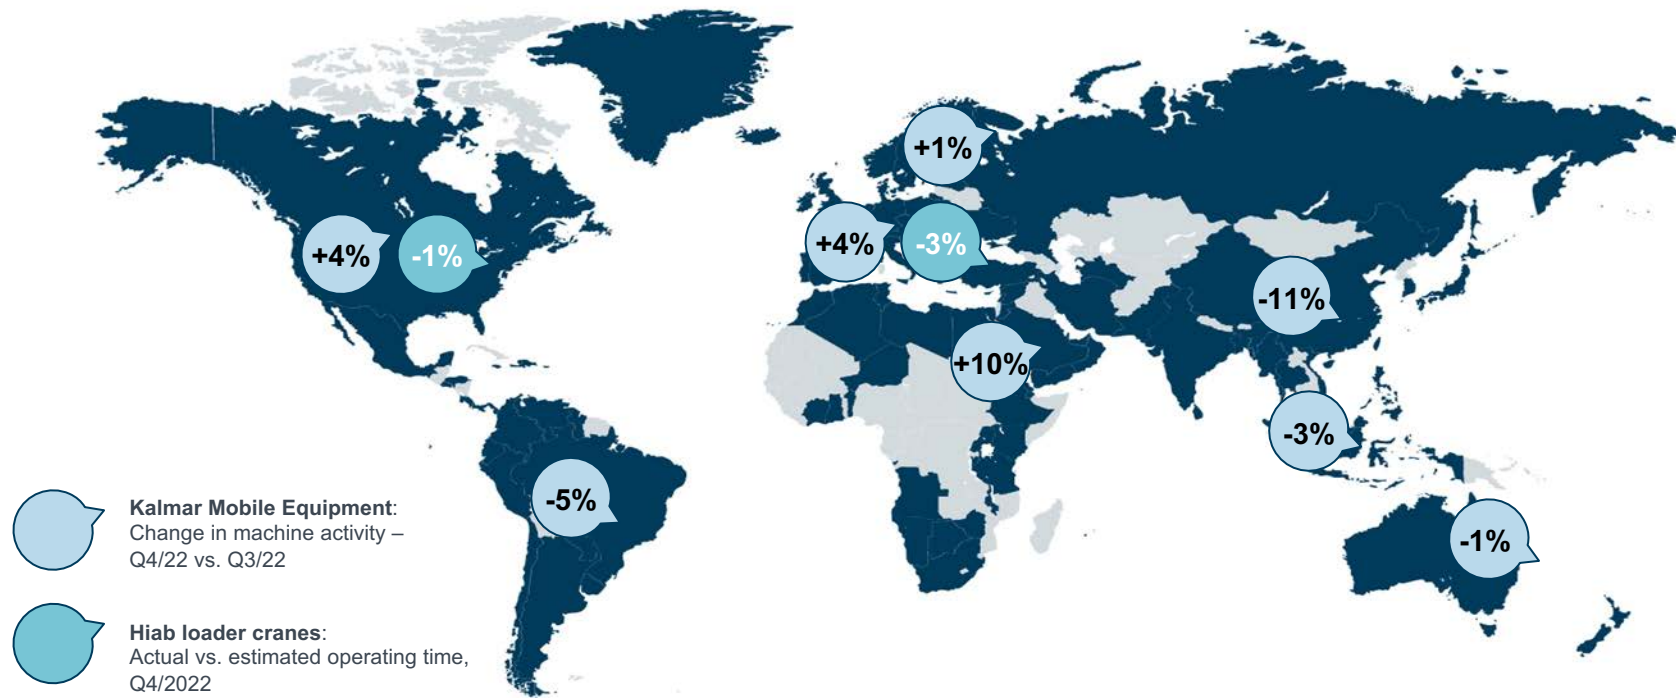 +1%
+4%
-1%
+4%
-3%
-11%
+10%
-3%
-5%
-1%
Kalmar Mobile Equipment:
Change in machine activity –
Q4/22 vs. Q3/22
Hiab loader cranes:
Actual vs. estimated operating time,
Q4/2022